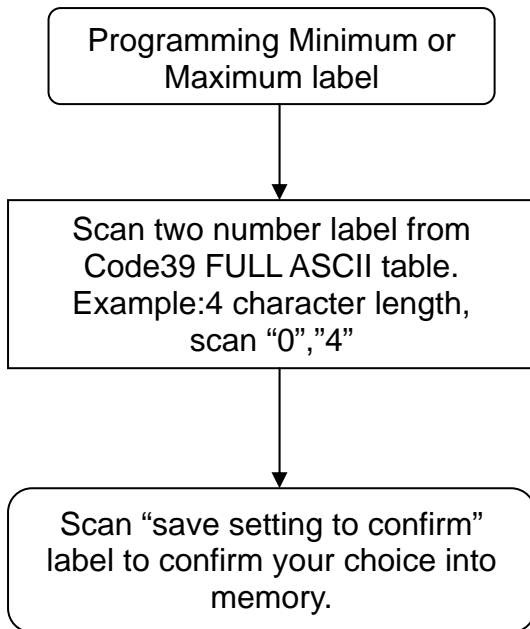 Programming Minimum or
Maximum label
Scan two number label from
Code39 FULL ASCII table.
Example:4 character length,
scan “0”,”4”
Scan “save setting to confirm”
label to confirm your choice into
memory.